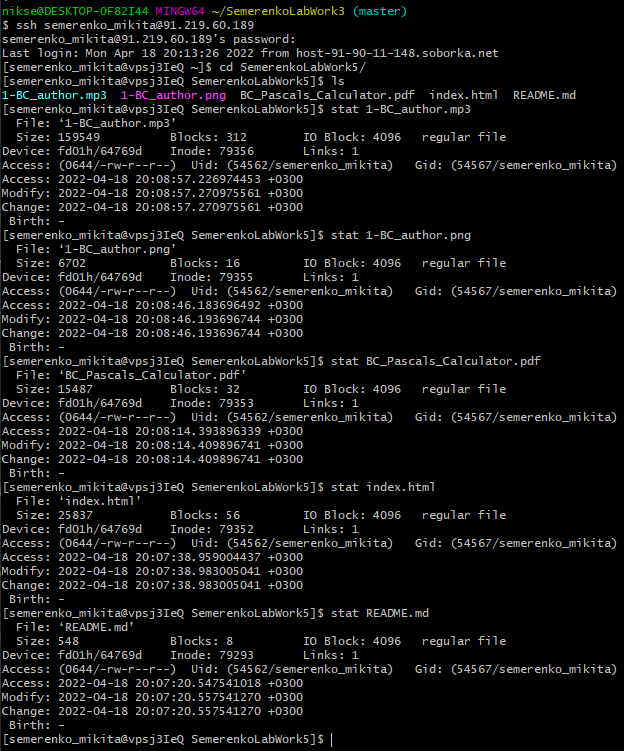 nikse@DESKTOP-OF82I44 MINGW64 ~/SemerenkoLabWork3 (master)
$ ssh semerenko_mikita@91.219.60.189
semerenko_mikita@91.219.60.189's password:
Last login: Mon Apr 18 20:13:26 2022 from host-91-90-11-148.soborka.net
[semerenko_mikita@vpsj3IeQ ~]$ cd SemerenkoLabWork5/
[semerenko_mikita@vpsj3IeQ SemerenkoLabWork5]$ ls
1-BC_author.mp3  1-BC_author.png  BC_Pascals_Calculator.pdf  index.html  README.md
[semerenko_mikita@vpsj3IeQ SemerenkoLabWork5]$ stat 1-BC_author.mp3
  File: ‘1-BC_author.mp3’
  Size: 159549          Blocks: 312        IO Block: 4096   regular file
Device: fd01h/64769d    Inode: 79356       Links: 1
Access: (0644/-rw-r--r--)  Uid: (54562/semerenko_mikita)   Gid: (54567/semerenko_mikita)
Access: 2022-04-18 20:08:57.226974453 +0300
Modify: 2022-04-18 20:08:57.270975561 +0300
Change: 2022-04-18 20:08:57.270975561 +0300
 Birth: -
[semerenko_mikita@vpsj3IeQ SemerenkoLabWork5]$ stat 1-BC_author.png
  File: ‘1-BC_author.png’
  Size: 6702            Blocks: 16         IO Block: 4096   regular file
Device: fd01h/64769d    Inode: 79355       Links: 1
Access: (0644/-rw-r--r--)  Uid: (54562/semerenko_mikita)   Gid: (54567/semerenko_mikita)
Access: 2022-04-18 20:08:46.183696492 +0300
Modify: 2022-04-18 20:08:46.193696744 +0300
Change: 2022-04-18 20:08:46.193696744 +0300
 Birth: -
[semerenko_mikita@vpsj3IeQ SemerenkoLabWork5]$ stat BC_Pascals_Calculator.pdf
  File: ‘BC_Pascals_Calculator.pdf’
  Size: 15487           Blocks: 32         IO Block: 4096   regular file
Device: fd01h/64769d    Inode: 79353       Links: 1
Access: (0644/-rw-r--r--)  Uid: (54562/semerenko_mikita)   Gid: (54567/semerenko_mikita)
Access: 2022-04-18 20:08:14.393896339 +0300
Modify: 2022-04-18 20:08:14.409896741 +0300
Change: 2022-04-18 20:08:14.409896741 +0300
 Birth: -
[semerenko_mikita@vpsj3IeQ SemerenkoLabWork5]$ stat index.html
  File: ‘index.html’
  Size: 25837           Blocks: 56         IO Block: 4096   regular file
Device: fd01h/64769d    Inode: 79352       Links: 1
Access: (0644/-rw-r--r--)  Uid: (54562/semerenko_mikita)   Gid: (54567/semerenko_mikita)
Access: 2022-04-18 20:07:38.959004437 +0300
Modify: 2022-04-18 20:07:38.983005041 +0300
Change: 2022-04-18 20:07:38.983005041 +0300
 Birth: -
[semerenko_mikita@vpsj3IeQ SemerenkoLabWork5]$ stat README.md
  File: ‘README.md’
  Size: 548             Blocks: 8          IO Block: 4096   regular file
Device: fd01h/64769d    Inode: 79293       Links: 1
Access: (0644/-rw-r--r--)  Uid: (54562/semerenko_mikita)   Gid: (54567/semerenko_mikita)
Access: 2022-04-18 20:07:20.547541018 +0300
Modify: 2022-04-18 20:07:20.557541270 +0300
Change: 2022-04-18 20:07:20.557541270 +0300
 Birth: -
[semerenko_mikita@vpsj3IeQ SemerenkoLabWork5]$